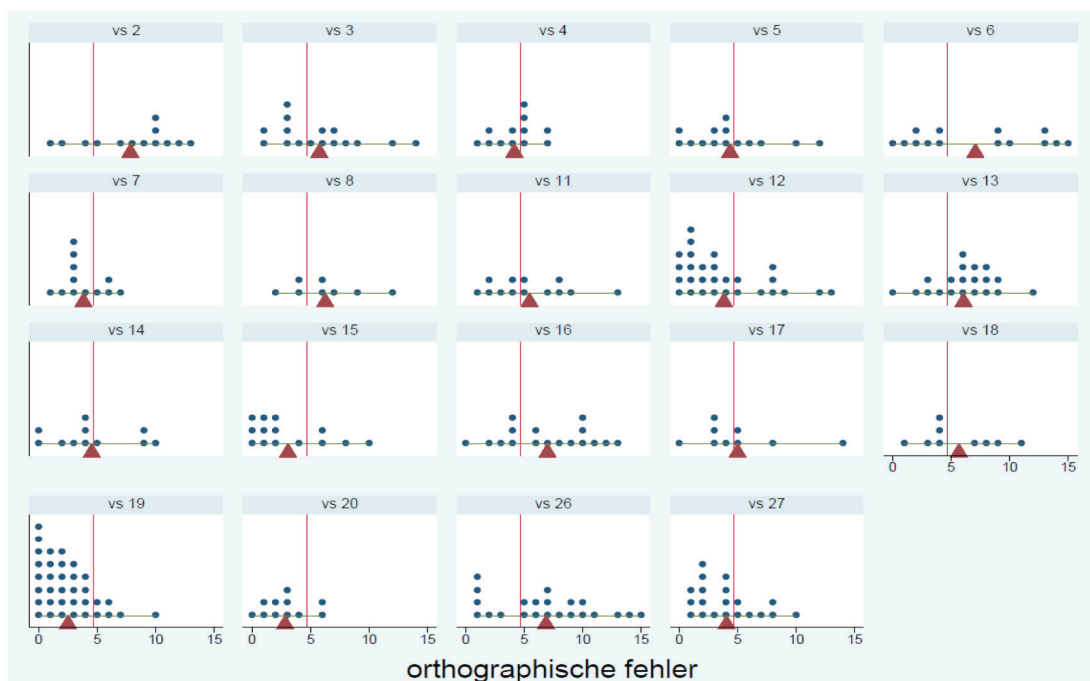 vs 2 vs 3 vs 4 vs 5 vs 6
vs 7 vs 8 vs 11 vs 12 vs 13
vs 14 vs 15 vs 16 vs 17 vs 18
0 5 10 15
vs 19 vs 20 vs 26 vs 27
0 5 10 15 0 5 10 15 0 5 10 15 0 5 10 15
orthographische fehler